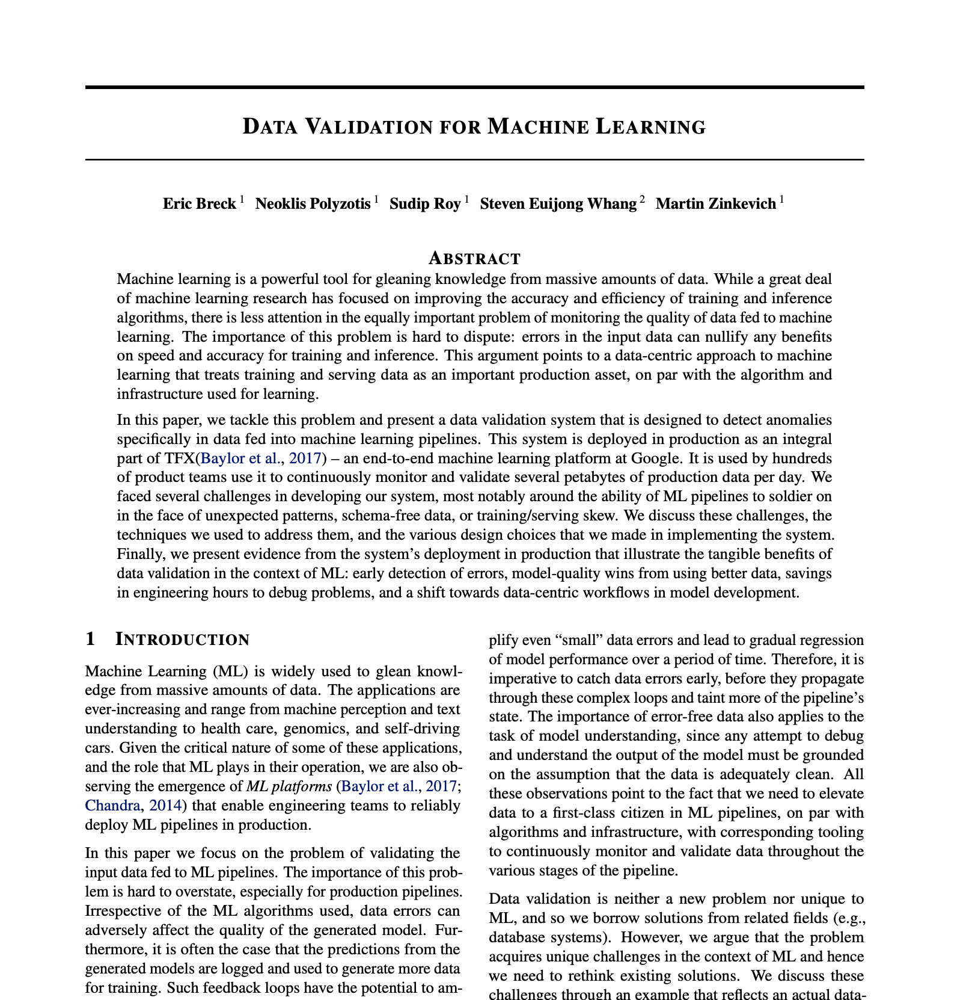 DATA VALIDATION FOR MACHINE LEARNING
Eric Breck 1 Neoklis Polyzotis 1 Sudip Roy 1 Steven Euijong Whang 2 Martin Zinkevich 1
ABSTRACT
Machine learning is a powerful tool for gleaning knowledge from massive amounts of data. While a great deal
of machine learning research has focused on improving the accuracy and efficiency of training and inference
algorithms, there is less attention in the equally important problem of monitoring the quality of data fed to machine
learning. The importance of this problem is hard to dispute: errors in the input data can nullify any benefits
on speed and accuracy for training and inference. This argument points to a data-centric approach to machine
learning that treats training and serving data as an important production asset, on par with the algorithm and
infrastructure used for learning.
In this paper, we tackle this problem and present a data validation system that is designed to detect anomalies
specifically in data fed into machine learning pipelines. This system is deployed in production as an integral
part of TFX(Baylor et al., 2017) – an end-to-end machine learning platform at Google. It is used by hundreds
of product teams use it to continuously monitor and validate several petabytes of production data per day. We
faced several challenges in developing our system, most notably around the ability of ML pipelines to soldier on
in the face of unexpected patterns, schema-free data, or training/serving skew. We discuss these challenges, the
techniques we used to address them, and the various design choices that we made in implementing the system.
Finally, we present evidence from the system's deployment in production that illustrate the tangible benefits of
data validation in the context of ML: early detection of errors, model-quality wins from using better data, savings
in engineering hours to debug problems, and a shift towards data-centric workflows in model development.
1 INTRODUCTION
Machine Learning (ML) is widely used to glean knowl-
edge from massive amounts of data. The applications are
ever-increasing and range from machine perception and text
understanding to health care, genomics, and self-driving
cars. Given the critical nature of some of these applications,
and the role that ML plays in their operation, we are also ob-
serving the emergence of ML platforms (Baylor et al., 2017;
Chandra, 2014) that enable engineering teams to reliably
deploy ML pipelines in production.
In this paper we focus on the problem of validating the
input data fed to ML pipelines. The importance of this prob-
lem is hard to overstate, especially for production pipelines.
Irrespective of the ML algorithms used, data errors can
adversely affect the quality of the generated model. Fur-
thermore, it is often the case that the predictions from the
generated models are logged and used to generate more data
for training. Such feedback loops have the potential to am-
plify even “small” data errors and lead to gradual regression
of model performance over a period of time. Therefore, it is
imperative to catch data errors early, before they propagate
through these complex loops and taint more of the pipeline's
state. The importance of error-free data also applies to the
task of model understanding, since any attempt to debug
and understand the output of the model must be grounded
on the assumption that the data is adequately clean. All
these observations point to the fact that we need to elevate
data to a first-class citizen in ML pipelines, on par with
algorithms and infrastructure, with corresponding tooling
to continuously monitor and validate data throughout the
various stages of the pipeline.
Data validation is neither a new problem nor unique to
ML, and so we borrow solutions from related fields (e.g.,
database systems). However, we argue that the problem
acquires unique challenges in the context of ML and hence
we need to rethink existing solutions. We discuss these
challenges through an example that reflects an actual data-